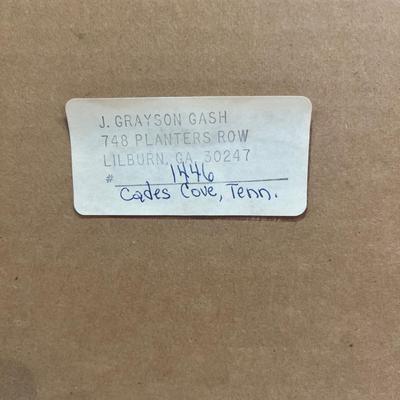 J. GRAYSON GASH
748 PLANTERS ROW
LILBURN, GA. 30247
# 1446
Cades Cove, Tenn.